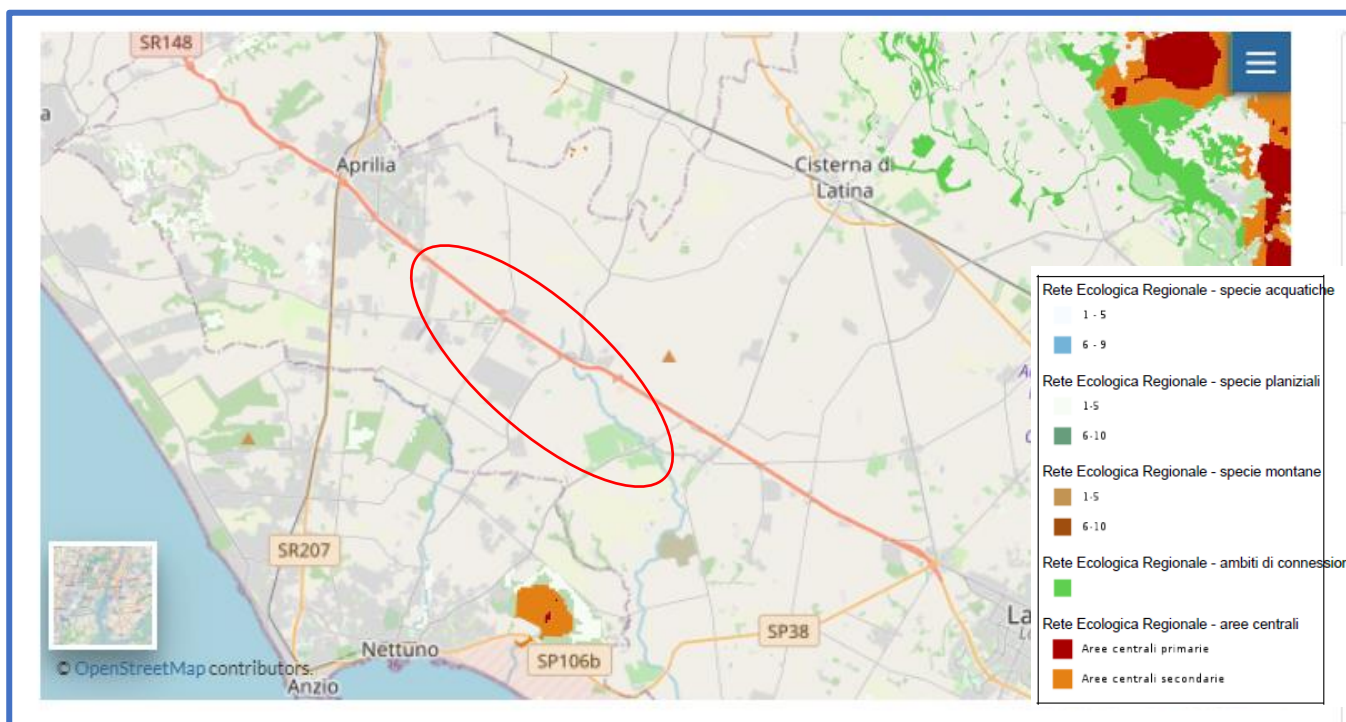 SR148
a
Aprilia
Cisterna di
Latina
SR207
Nettuno
Anzio
SP106b
SP38
La
© OpenStreetMap contributors.
Rete Ecologica Regionale - specie acquatiche
1 - 5
6 - 9
Rete Ecologica Regionale - specie planiziali
1-5
6-10
Rete Ecologica Regionale - specie montane
1-5
6-10
Rete Ecologica Regionale - ambiti di connession
Rete Ecologica Regionale - aree centrali
Aree centrali primarie
Aree centrali secondarie